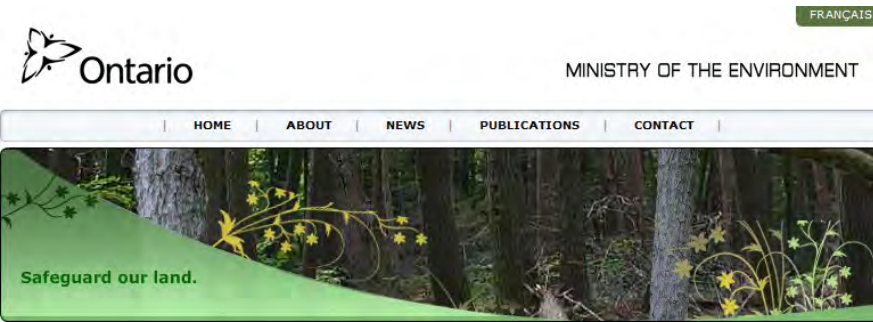 FRANÇAIS
Ontario
MINISTRY OF THE ENVIRONMENT
| HOME | ABOUT | NEWS | PUBLICATIONS | CONTACT |
Safeguard our land.